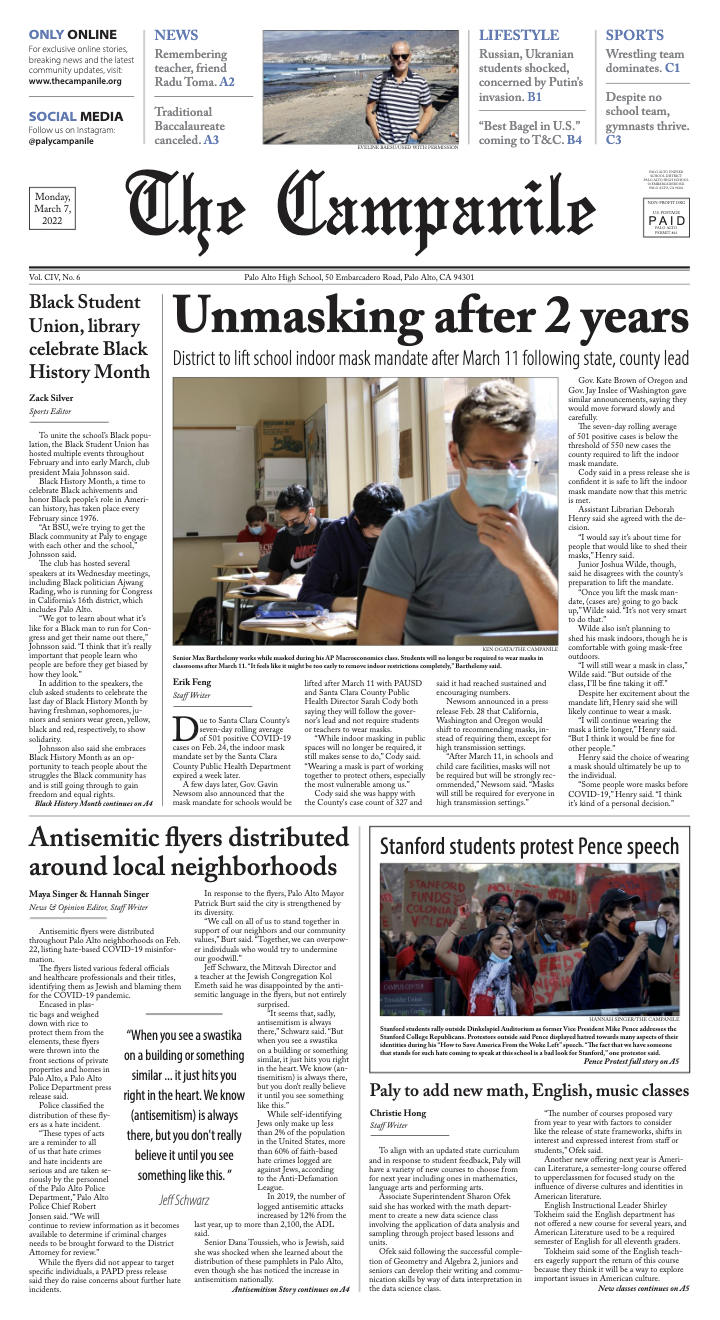 ONLY ONLINE
For exclusive online stories,
breaking news and the latest
community updates, visit:
www.thecampanile.org
SOCIAL MEDIA
Follow us on Instagram:
@palycampanile
NEWS
Remembering
teacher, friend
Radu Toma. A2
Traditional
Baccalaureate
canceled. A3
EVELINE BAESU/USED WITH PERMISSION
LIFESTYLE
Russian, Ukranian
students shocked,
concerned by Putin's
invasion. B1
“Best Bagel in U.S.”
coming to T&C. B4
SPORTS
Wrestling team
dominates. C1
Despite no
school team,
gymnasts thrive.
C3
Monday,
March 7,
2022
The Campanile
PALO ALTO UNIFIED
SCHOOL DISTRICT
PALO ALTO HIGH SCHOOL
50 EMBARCADERO RD
PALO ALTO, CA 94301
NON-PROFIT ORG
U.S POSTAGE
PAID
PALO ALTO
PERMIT #44
Vol. CIV, No. 6
Palo Alto High School, 50 Embarcadero Road, Palo Alto, CA 94301
Black Student
Union, library
celebrate Black
History Month
Zack Silver
Sports Editor
To unite the school's Black popu-
lation, the Black Student Union has
hosted multiple events throughout
February and into early March, club
president Maia Johnsson said.
Black History Month, a time to
celebrate Black achivements and
honor Black people's role in Ameri-
can history, has taken place every
February since 1976.
“At BSU, we're trying to get the
Black community at Paly to engage
with each other and the school,”
Johnsson said.
The club has hosted several
speakers at its Wednesday meetings,
including Black politician Ajwang
Rading, who is running for Congress
in California's 16th district, which
includes Palo Alto.
“We got to learn about what it's
like for a Black man to run for Con-
gress and get their name out there,”
Johnsson said. “I think that it's really
important that people learn who
people are before they get biased by
how they look.”
In addition to the speakers, the
club asked students to celebrate the
last day of Black History Month by
having freshman, sophomores, ju-
niors and seniors wear green, yellow,
black and red, respectively, to show
solidarity.
Johnsson also said she embraces
Black History Month as an op-
portunity to teach people about the
struggles the Black community has
and is still going through to gain
freedom and equal rights.
Black History Month continues on A4
Unmasking after 2 years
District to lift school indoor mask mandate after March 11 following state, county lead
KEN OGATA/THE CAMPANILE
Senior Max Barthelemy works while masked during his AP Macroeconomics class. Students will no longer be required to wear masks in
classrooms after March 11. “It feels like it might be too early to remove indoor restrictions completely,” Barthelemy said.
Erik Feng
Staff Writer
Due to Santa Clara County's
seven-day rolling average
of 501 positive COVID-19
cases on Feb. 24, the indoor mask
mandate set by the Santa Clara
County Public Health Department
expired a week later.
A few days later, Gov. Gavin
Newsom also announced that the
mask mandate for schools would be
lifted after March 11 with PAUSD
and Santa Clara County Public
Health Director Sarah Cody both
saying they will follow the gover-
nor's lead and not require students
or teachers to wear masks.
“While indoor masking in public
spaces will no longer be required, it
still makes sense to do,” Cody said.
“Wearing a mask is part of working
together to protect others, especially
the most vulnerable among us.”
Cody said she was happy with
the County's case count of 327 and
said it had reached sustained and
encouraging numbers.
Newsom announced in a press
release Feb. 28 that California,
Washington and Oregon would
shift to recommending masks, in-
stead of requiring them, except for
high transmission settings.
“After March 11, in schools and
child care facilities, masks will not
be required but will be strongly rec-
ommended,” Newsom said. “Masks
will still be required for everyone in
high transmission settings.”
Gov. Kate Brown of Oregon and
Gov. Jay Inslee of Washington gave
similar announcements, saying they
would move forward slowly and
carefully.
The seven-day rolling average
of 501 positive cases is below the
threshold of 550 new cases the
county required to lift the indoor
mask mandate.
Cody said in a press release she is
confident it is safe to lift the indoor
mask mandate now that this metric
is met.
Assistant Librarian Deborah
Henry said she agreed with the de-
cision.
“I would say it's about time for
people that would like to shed their
masks,” Henry said.
Junior Joshua Wilde, though,
said he disagrees with the county's
preparation to lift the mandate.
“Once you lift the mask man-
date, (cases are) going to go back
up,” Wilde said. “It's not very smart
to do that.”
Wilde also isn't planning to
shed his mask indoors, though he is
comfortable with going mask-free
outdoors.
“I will still wear a mask in class,”
Wilde said. “But outside of the
class, I'll be fine taking it off.”
Despite her excitement about the
mandate lift, Henry said she will
likely continue to wear a mask.
“I will continue wearing the
mask a little longer,” Henry said.
“But I think it would be fine for
other people.”
Henry said the choice of wearing
a mask should ultimately be up to
the individual.
“Some people wore masks before
COVID-19,” Henry said. “I think
it's kind of a personal decision.”
Antisemitic flyers distributed
around local neighborhoods
Maya Singer & Hannah Singer
News & Opinion Editor, Staff Writer
Antisemitic flyers were distributed
throughout Palo Alto neighborhoods on Feb.
22, listing hate-based COVID-19 misinfor-
mation.
The flyers listed various federal officials
and healthcare professionals and their titles,
identifying them as Jewish and blaming them
for the COVID-19 pandemic.
Encased in plas-
tic bags and weighed
down with rice to
protect them from the
elements, these flyers
were thrown into the
front sections of private
properties and homes in
Palo Alto, a Palo Alto
Police Department press
release said.
Police classified the
distribution of these fly-
ers as a hate incident.
“These types of acts
are a reminder to all
of us that hate crimes
and hate incidents are
serious and are taken se-
riously by the personnel
of the Palo Alto Police
Department,” Palo Alto
Police Chief Robert
Jonsen said. “We will
continue to review information as it becomes
available to determine if criminal charges
needs to be brought forward to the District
Attorney for review.”
While the flyers did not appear to target
specific individuals, a PAPD press release
said they do raise concerns about further hate
incidents.
“When you see a swastika
on a building or something
similar ... it just hits you
right in the heart. We know
(antisemitism) is always
there, but you don't really
believe it until you see
something like this. ”
Jeff Schwarz
In response to the flyers, Palo Alto Mayor
Patrick Burt said the city is strengthened by
its diversity.
“We call on all of us to stand together in
support of our neighbors and our community
values,” Burt said. “Together, we can overpow-
er individuals who would try to undermine
our goodwill.”
Jeff Schwarz, the Mitzvah Director and
a teacher at the Jewish Congregation Kol
Emeth said he was disappointed by the anti-
semitic language in the flyers, but not entirely
surprised.
“It seems that, sadly,
antisemitism is always
there,” Schwarz said. “But
when you see a swastika
on a building or something
similar, it just hits you right
in the heart. We know (an-
tisemitism) is always there,
but you don't really believe
it until you see something
like this.”
While self-identifying
Jews only make up less
than 2% of the population
in the United States, more
than 60% of faith-based
hate crimes logged are
against Jews, according
to the Anti-Defamation
League.
In 2019, the number of
logged antisemitic attacks
increased by 12% from the
last year, up to more than 2,100, the ADL
said.
Senior Dana Toussieh, who is Jewish, said
she was shocked when she learned about the
distribution of these pamphlets in Palo Alto,
even though she has noticed the increase in
antisemitism nationally.
Antisemitism Story continues on A4
Stanford students protest Pence speech
STANFORD
FUNDS
COLONIAL
VIOLENCE
HANNAH SINGER/THE CAMPANILE
Stanford students rally outside Dinkelspiel Auditorium as former Vice President Mike Pence addresses the
Stanford College Republicans. Protesters outside said Pence displayed hatred towards many aspects of their
identities during his “How to Save America From the Woke Left” speech. “The fact that we have someone
that stands for such hate coming to speak at this school is a bad look for Stanford,” one protestor said.
Pence Protest full story on A5
Paly to add new math, English, music classes
Christie Hong
Staff Writer
To align with an updated state curriculum
and in response to student feedback, Paly will
have a variety of new courses to choose from
for next year including ones in mathematics,
language arts and performing arts.
Associate Superintendent Sharon Ofek
said she has worked with the math depart-
ment to create a new data science class
involving the application of data analysis and
sampling through project based lessons and
units.
Ofek said following the successful comple-
tion of Geometry and Algebra 2, juniors and
seniors can develop their writing and commu-
nication skills by way of data interpretation in
the data science class.
“The number of courses proposed vary
from year to year with factors to consider
like the release of state frameworks, shifts in
interest and expressed interest from staff or
students,” Ofek said.
Another new offering next year is Ameri-
can Literature, a semester-long course offered
to upperclassmen for focused study on the
influence of diverse cultures and identities in
American literature.
English Instructional Leader Shirley
Tokheim said the English department has
not offered a new course for several years, and
American Literature used to be a required
semester of English for all eleventh graders.
Tokheim said some of the English teach-
ers eagerly support the return of this course
because they think it will be a way to explore
important issues in American culture.
New classes continues on A5